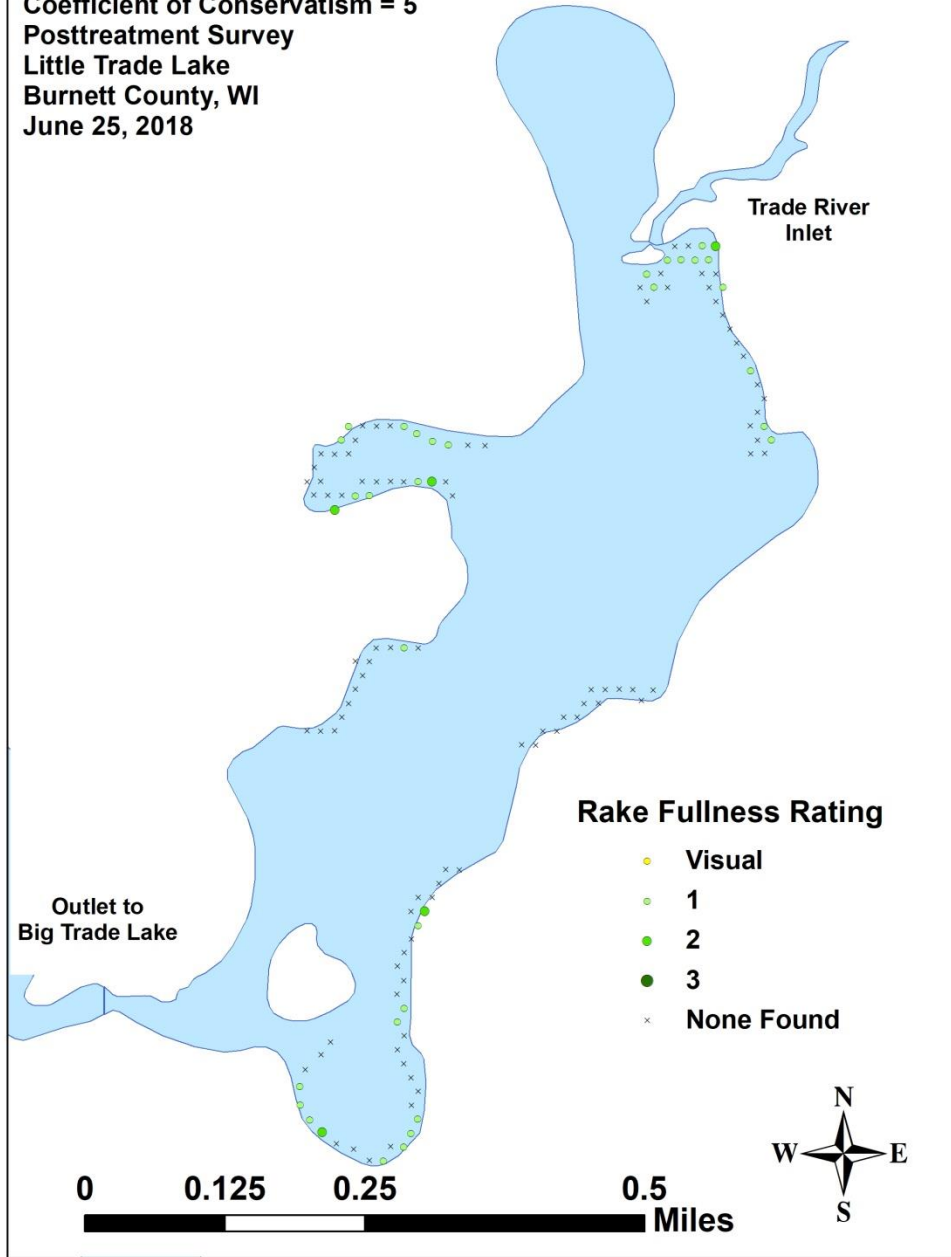 Coefficient of Conservatism = 5
Posttreatment Survey
Little Trade Lake
Burnett County, WI
June 25, 2018
Trade River
Inlet
Rake Fullness Rating
Visual
1
2
3
None Found
Outlet to
Big Trade Lake
N
W E
S
0 0.125 0.25 0.5
Miles